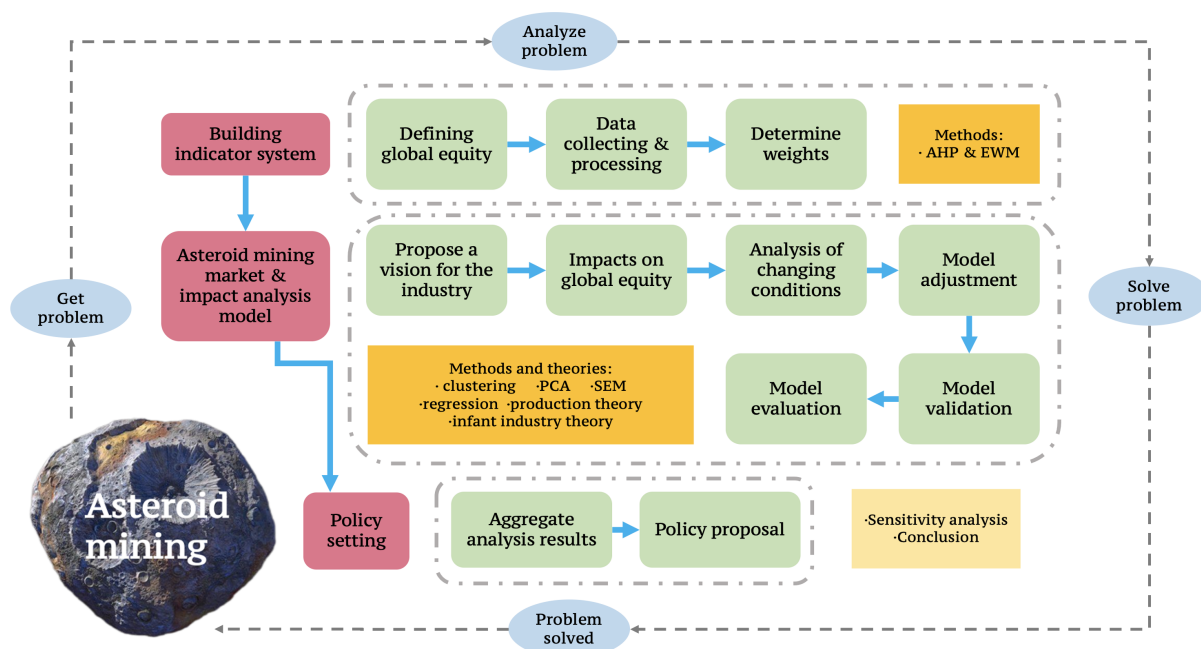 Analyze
problem
Building
indicator system
Defining
global equity
Data
collecting &
processing
Determine
weights
Methods:
· AHP & EWM
Asteroid mining
market &
impact analysis
model
Propose a
vision for the
industry
Impacts on
global equity
Analysis of
changing
conditions
Model
adjustment
Get
problem
Solve
problem
Methods and theories:
· clustering ·PCA ·SEM
·regression ·production theory
·infant industry theory
Model
evaluation
Model
validation
Asteroid
mining
Policy
setting
Aggregate
analysis results
Policy proposal
·Sensitivity analysis
·Conclusion
Problem
solved